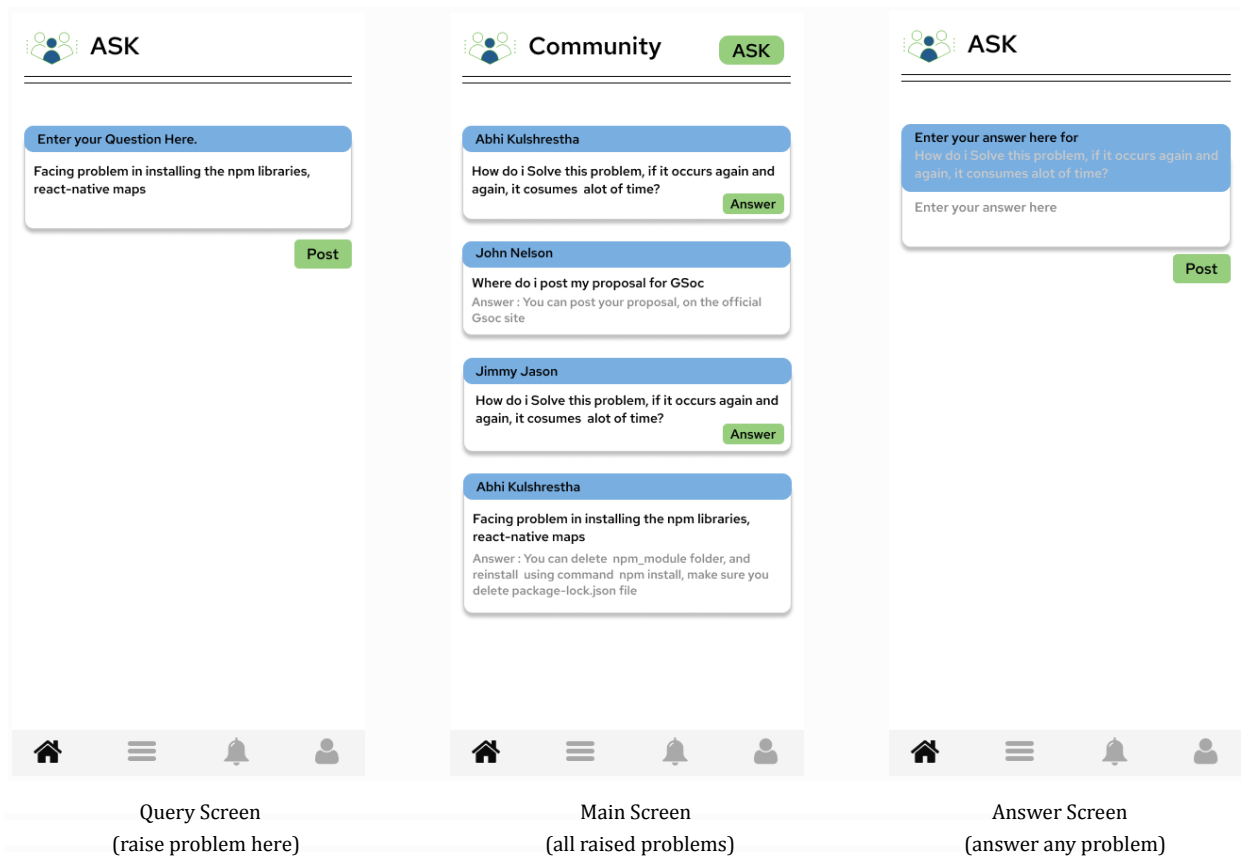 ASK
Enter your Question Here.
Facing problem in installing the npm libraries,
react-native maps
Post
Query Screen
(raise problem here)
Community
ASK
Abhi Kulshrestha
How do i Solve this problem, if it occurs again and
again, it cosumes alot of time?
Answer
John Nelson
Where do i post my proposal for GSoc
Answer : You can post your proposal, on the official
Gsoc site
Jimmy Jason
How do i Solve this problem, if it occurs again and
again, it cosumes alot of time?
Answer
Abhi Kulshrestha
Facing problem in installing the npm libraries,
react-native maps
Answer : You can delete npm_module folder, and
reinstall using command npm install, make sure you
delete package-lock.json file
Main Screen
(all raised problems)
ASK
Enter your answer here for
How do i Solve this problem, if it occurs again and
again, it consumes alot of time?
Enter your answer here
Post
Answer Screen
(answer any problem)